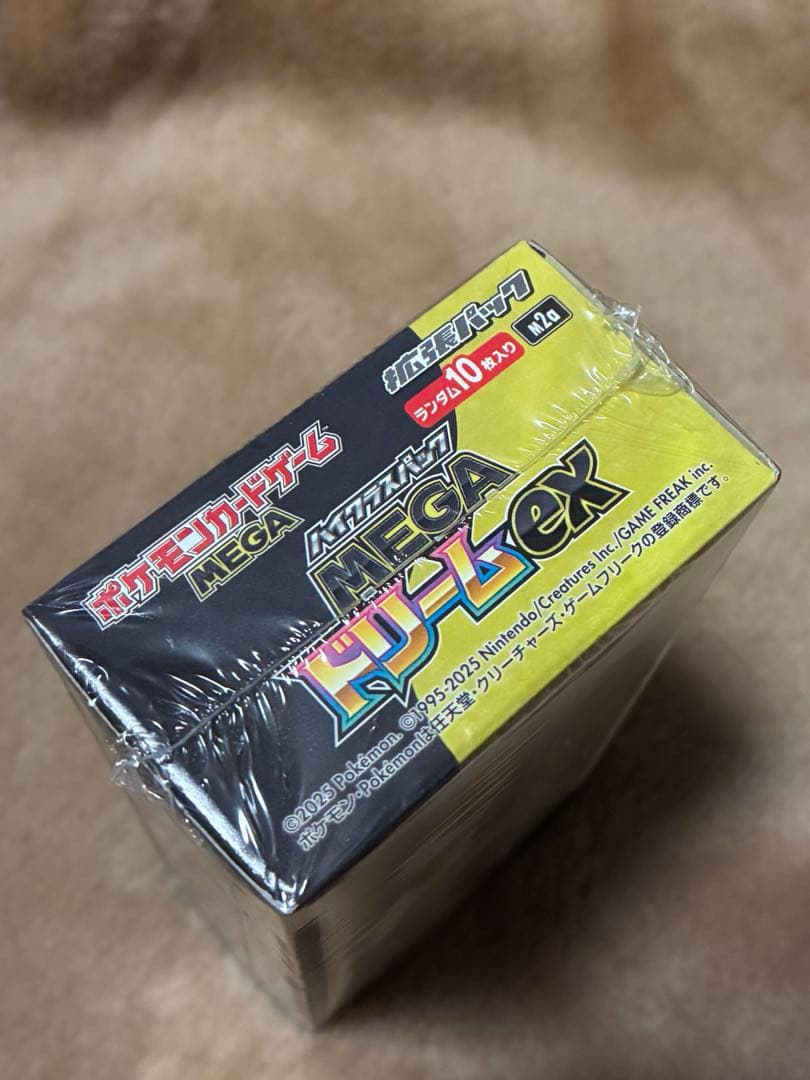 拡張パック
M2a
ランダム10枚入り
ポケモンカードゲーム
MEGA
ハイクラスパック
MEGA
ドリームex
©2025 Pokémon. ©1995-2025 Nintendo/Creatures Inc./GAME FREAK inc.
ポケモン・Pokémonは任天堂・クリーチャーズ・ゲームフリークの登録商標です。